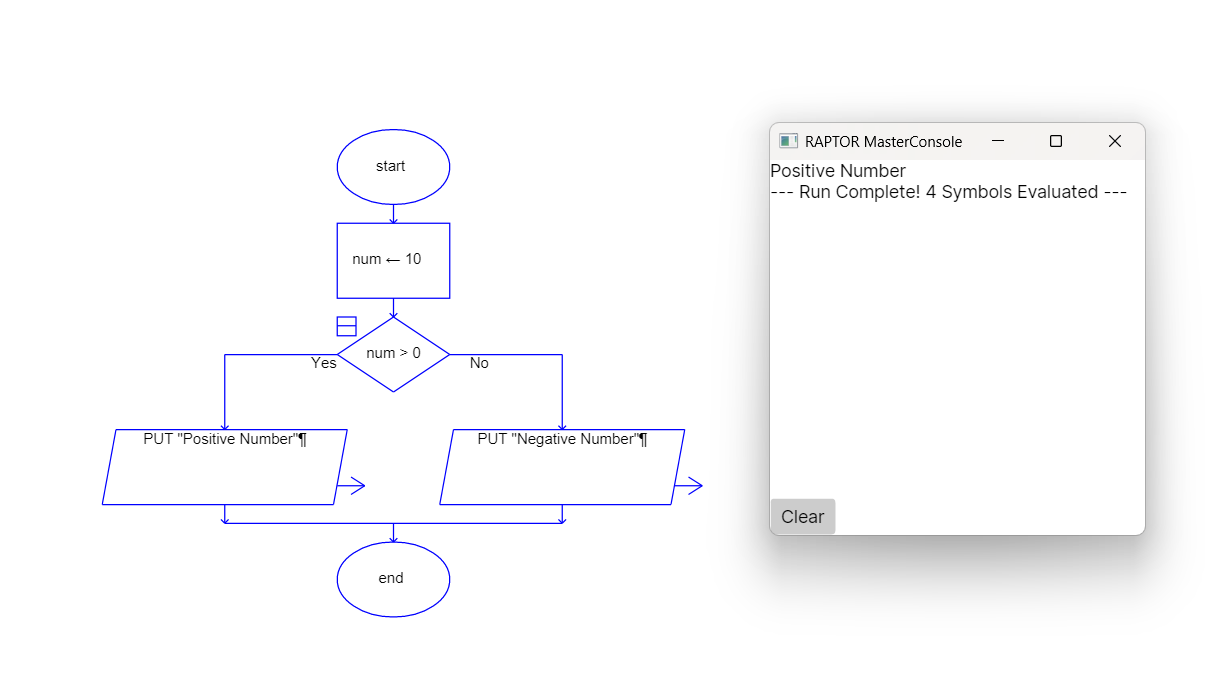 start
num ← 10
num > 0
Yes
No
PUT "Positive Number"¶
PUT "Negative Number"¶
end
RAPTOR MasterConsole
Positive Number
--- Run Complete! 4 Symbols Evaluated ---
Clear